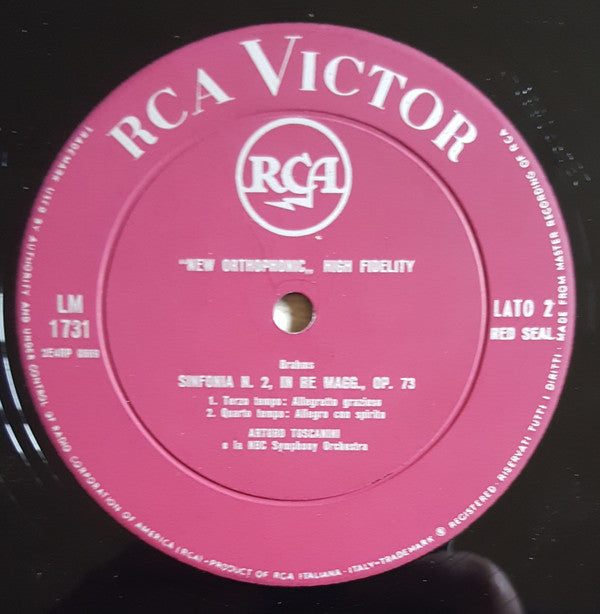 RCA VICTOR
RCA
"NEW ORTHOPHONIC„ HIGH FIDELITY
LM
1731
LATO 2
RED SEAL
Brahms
SINFONIA N. 2, IN RE MAGG., OP. 73
1. Terzo tempo: Allegretto grazioso
2. Quarto tempo: Allegro con spirito
ARTURO TOSCANINI
e la NBC Symphony Orchestra
TRADEMARK USED BY AUTHORITY AND UNDER CONTROL OF RADIO CORPORATION OF AMERICA (RCA)-PRODUCT OF RCA ITALIANA - ITALY-TRADEMARK ® REGISTERED-RISERVATI TUTTI I DIRITTI-MADE FROM MASTER RECORDING OF RCA